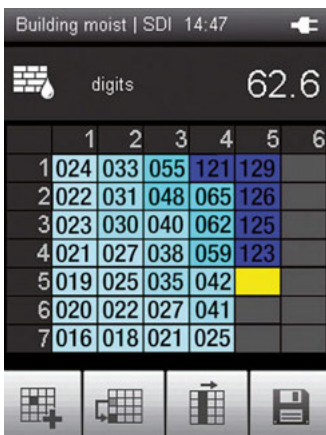 Building moist | SDI 14:47
digits 62.6
1 2 3 4 5 6
1 024 033 055 121 129
2 022 031 048 065 126
3 023 030 040 062 125
4 021 027 038 059 123
5 019 025 035 042
6 020 022 027 041
7 016 018 021 025